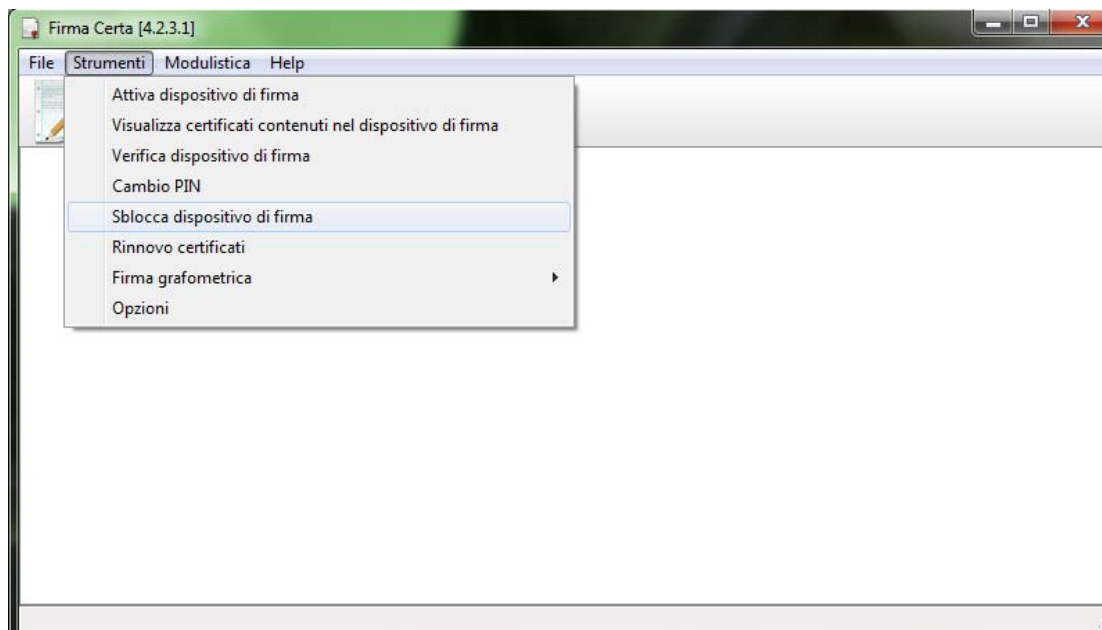 Firma Certa [4.2.3.1]
File Strumenti Modulistica Help
Attiva dispositivo di firma
Visualizza certificati contenuti nel dispositivo di firma
Verifica dispositivo di firma
Cambio PIN
Sblocca dispositivo di firma
Rinnovo certificati
Firma grafometrica
Opzioni